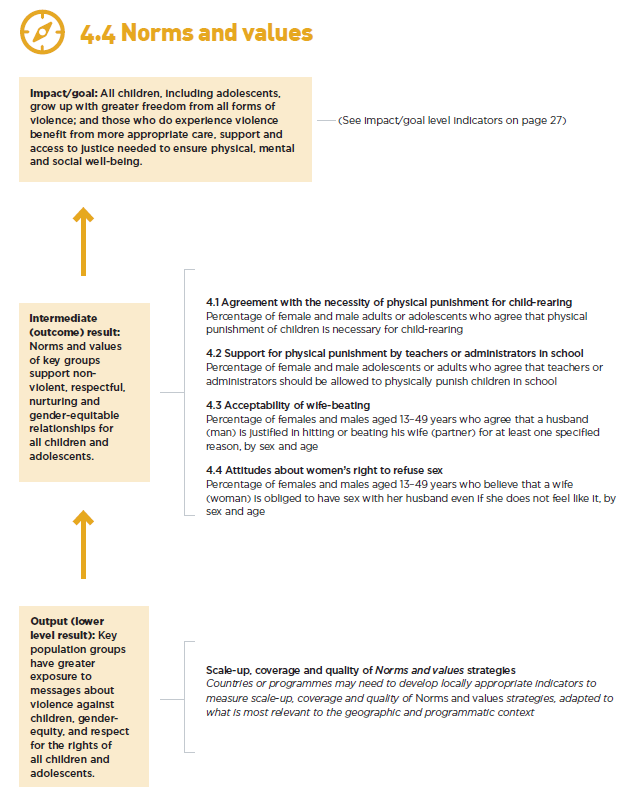 4.4 Norms and values
Impact/goal: All children, including adolescents,
grow up with greater freedom from all forms of
violence; and those who do experience violence
benefit from more appropriate care, support and
access to justice needed to ensure physical, mental
and social well-being.
(See impact/goal level indicators on page 27)
Intermediate
(outcome) result:
Norms and values
of key groups
support non-
violent, respectful,
nurturing and
gender-equitable
relationships for
all children and
adolescents.
4.1 Agreement with the necessity of physical punishment for child-rearing
Percentage of female and male adults or adolescents who agree that physical
punishment of children is necessary for child-rearing
4.2 Support for physical punishment by teachers or administrators in school
Percentage of female and male adolescents or adults who agree that teachers or
administrators should be allowed to physically punish children in school
4.3 Acceptability of wife-beating
Percentage of females and males aged 13–49 years who agree that a husband
(man) is justified in hitting or beating his wife (partner) for at least one specified
reason, by sex and age
4.4 Attitudes about women's right to refuse sex
Percentage of females and males aged 13–49 years who believe that a wife
(woman) is obliged to have sex with her husband even if she does not feel like it, by
sex and age
Output (lower
level result): Key
population groups
have greater
exposure to
messages about
violence against
children, gender-
equity, and respect
for the rights of
all children and
adolescents.
Scale-up, coverage and quality of Norms and values strategies
Countries or programmes may need to develop locally appropriate indicators to
measure scale-up, coverage and quality of Norms and values strategies, adapted to
what is most relevant to the geographic and programmatic context